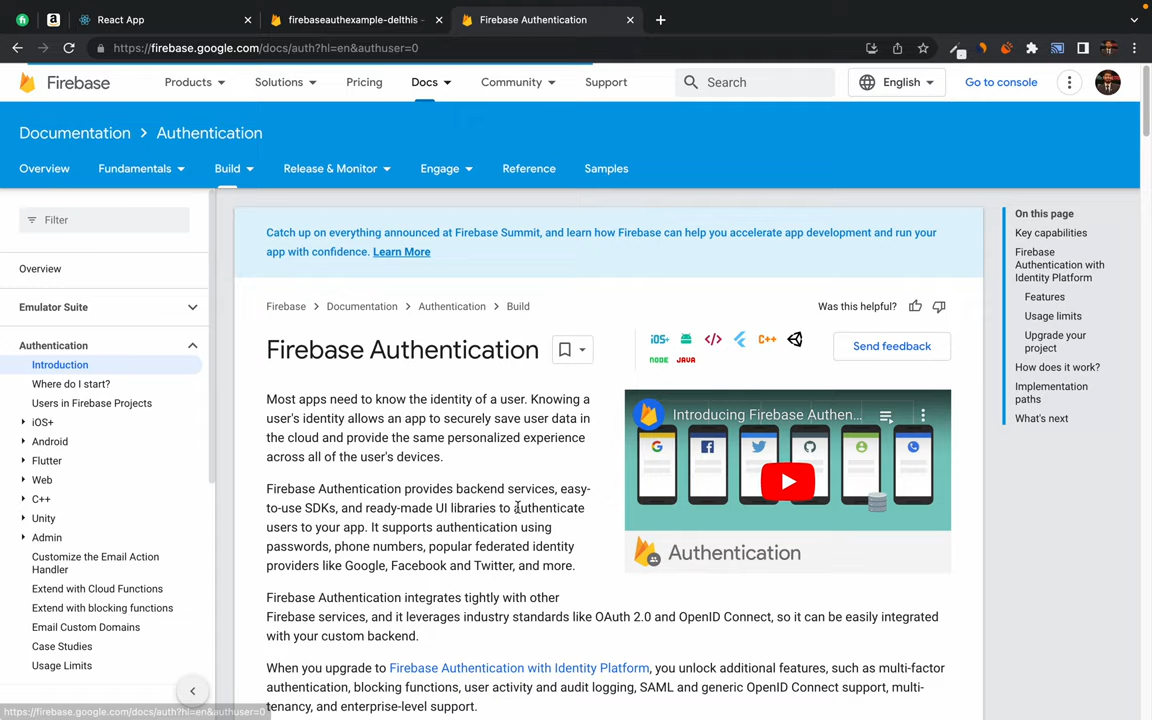 React App
firebaseauthexample-delthis -
Firebase Authentication
https://firebase.google.com/docs/auth?hl=en&authuser=0
Firebase
Products
Solutions
Pricing
Docs
Community
Support
Search
English
Go to console
Documentation > Authentication
Overview
Fundamentals
Build
Release & Monitor
Engage
Reference
Samples
Filter
Overview
Emulator Suite
Authentication
Introduction
Where do I start?
Users in Firebase Projects
iOS+
Android
Flutter
Web
C++
Unity
Admin
Customize the Email Action
Handler
Extend with Cloud Functions
Extend with blocking functions
Email Custom Domains
Case Studies
Usage Limits
https://firebase.google.com/docs/auth?hl=en&authuser=0
Catch up on everything announced at Firebase Summit, and learn how Firebase can help you accelerate app development and run your
app with confidence. Learn More
Firebase > Documentation > Authentication > Build
Was this helpful?
Firebase Authentication
iOS+
C++
NODE JAVA
Send feedback
Most apps need to know the identity of a user. Knowing a
user's identity allows an app to securely save user data in
the cloud and provide the same personalized experience
across all of the user's devices.
Firebase Authentication provides backend services, easy-
to-use SDKs, and ready-made UI libraries to authenticate
users to your app. It supports authentication using
passwords, phone numbers, popular federated identity
providers like Google, Facebook and Twitter, and more.
Introducing Firebase Authen...
Authentication
Firebase Authentication integrates tightly with other
Firebase services, and it leverages industry standards like OAuth 2.0 and OpenID Connect, so it can be easily integrated
with your custom backend.
When you upgrade to Firebase Authentication with Identity Platform, you unlock additional features, such as multi-factor
authentication, blocking functions, user activity and audit logging, SAML and generic OpenID Connect support, multi-
tenancy, and enterprise-level support.
On this page
Key capabilities
Firebase
Authentication with
Identity Platform
Features
Usage limits
Upgrade your
project
How does it work?
Implementation
paths
What's next